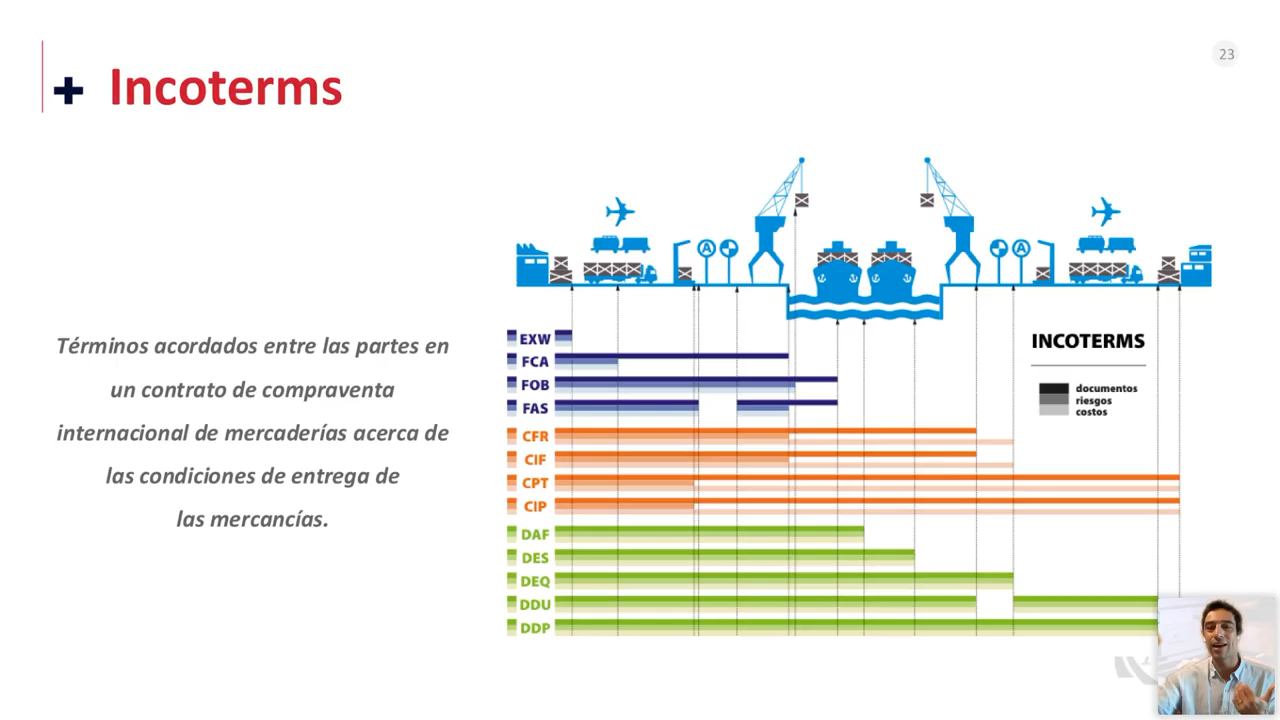 23
+ Incoterms
Términos acordados entre las partes en
un contrato de compraventa
internacional de mercaderías acerca de
las condiciones de entrega de
las mercancías.
A
A
EXW
FCA
FOB
FAS
CFR
CIF
CPT
CIP
DAF
DES
DEQ
DDU
DDP
INCOTERMS
documentos
riesgos
costos